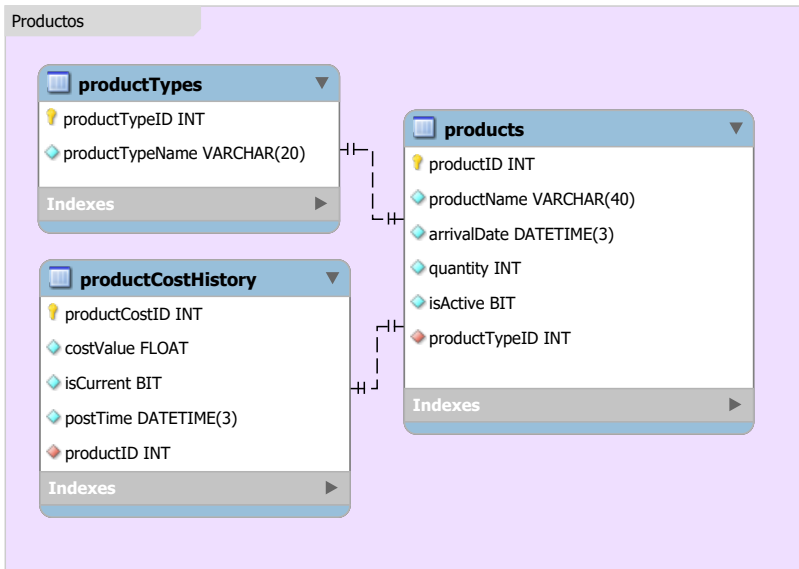 Productos
productTypes
productTypeID INT
productTypeName VARCHAR(20)
Indexes
products
productID INT
productName VARCHAR(40)
arrivalDate DATETIME(3)
quantity INT
isActive BIT
productTypeID INT
Indexes
productCostHistory
productCostID INT
costValue FLOAT
isCurrent BIT
postTime DATETIME(3)
productID INT
Indexes